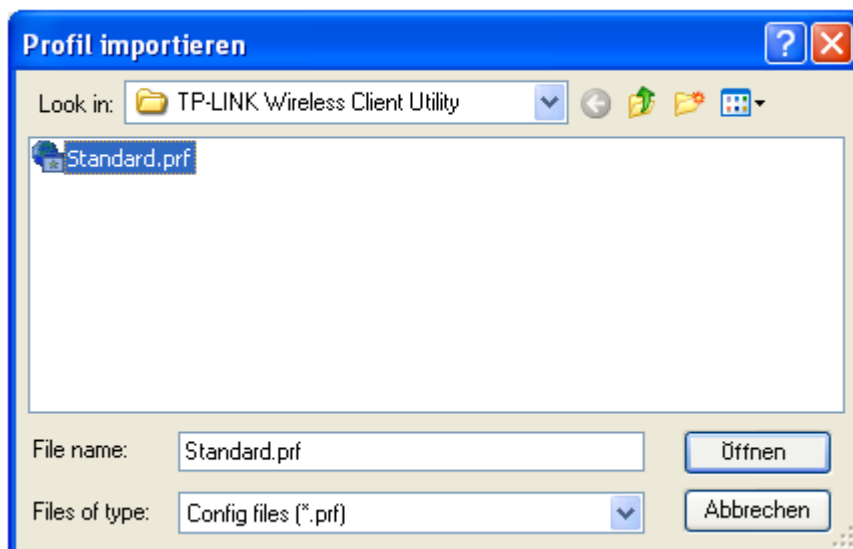 Profil importieren
Look in: TP-LINK Wireless Client Utility
Standard.prf
File name: Standard.prf Öffnen
Files of type: Config files (*.prf) Abbrechen